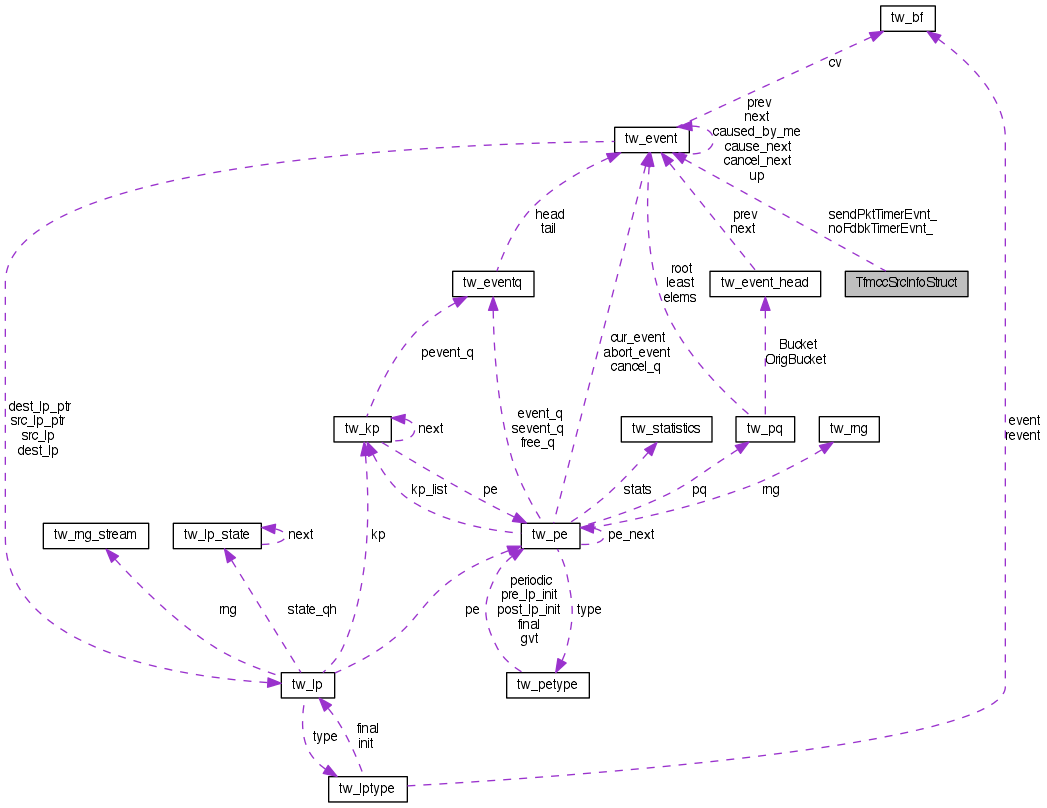 tw_bf
cv
prev
next
caused_by_me
cause_next
cancel_next
up
tw_event
head
tail
prev
next
sendPktTimerEvnt_
noFdbkTimerEvnt_
root
least
elems
tw_eventq
tw_event_head
TfmccSrcInfoStruct
pevent_q
cur_event
abort_event
cancel_q
Bucket
OrigBucket
dest_lp_ptr
src_lp_ptr
src_lp
dest_lp
event_q
sevent_q
free_q
event
revent
tw_kp
next
tw_statistics
tw_pq
tw_rng
kp_list
pe
stats
pq
rng
tw_rng_stream
tw_lp_state
next
kp
tw_pe
pe_next
rng
state_qh
pe
periodic
pre_lp_init
post_lp_init
final
gvt
type
tw_lp
tw_petype
type
final
init
tw_lptype